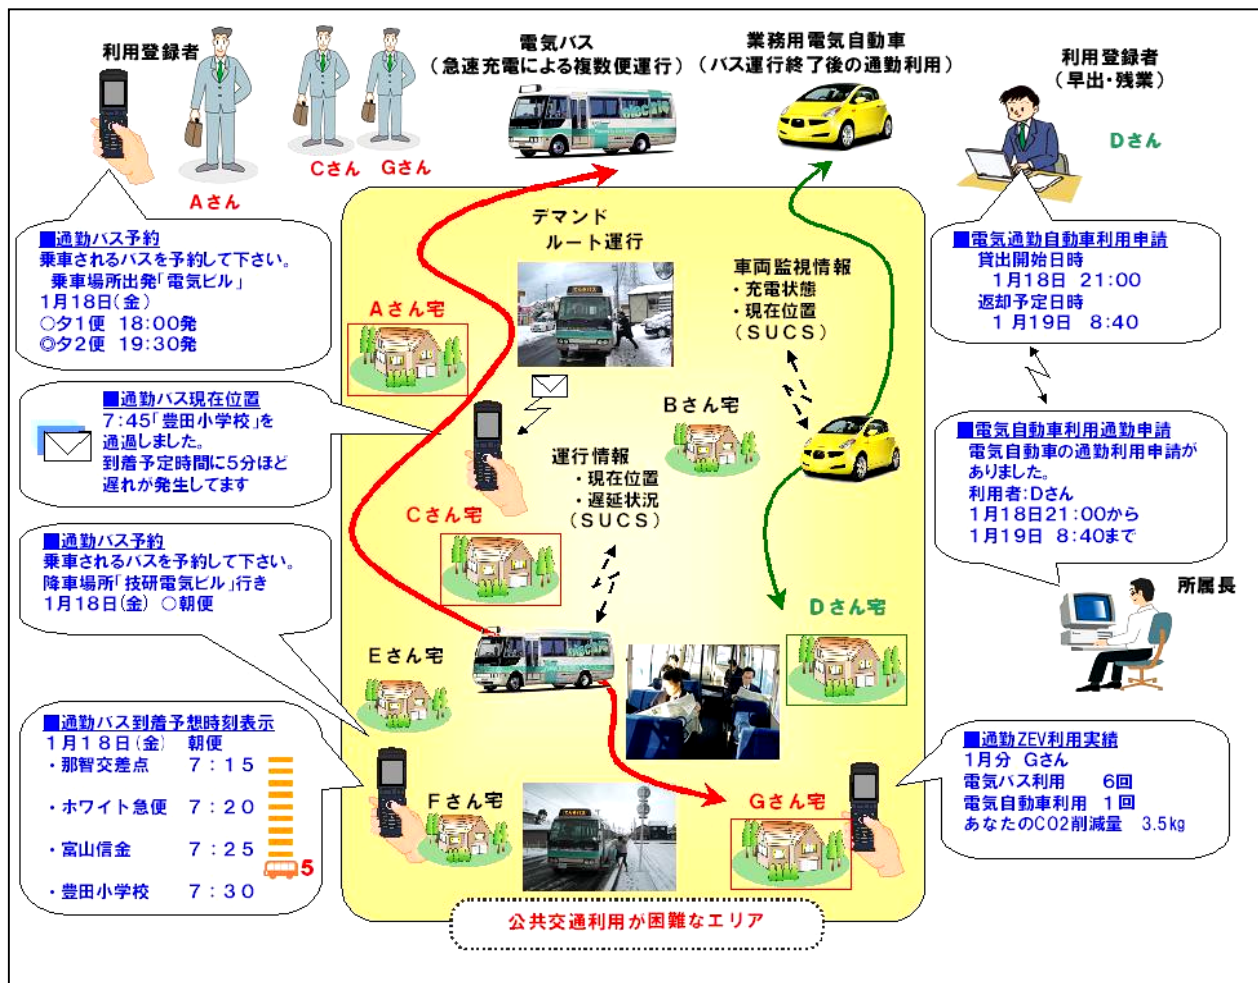 利用登録者
Aさん
Cさん
Gさん
電気バス
（急速充電による複数便運行）
業務用電気自動車
（バス運行終了後の通勤利用）
利用登録者
（早出・残業）
Dさん
■通勤バス予約
乗車されるバスを予約して下さい。
乗車場所出発「電気ビル」
1月18日（金）
○夕1便 18:00発
◎夕2便 19:30発
■通勤バス現在位置
7:45「豊田小学校」を
通過しました。
到着予定時間に5分ほど
遅れが発生してます
■通勤バス予約
乗車されるバスを予約して下さい。
降車場所「技研電気ビル」行き
1月18日（金） ○朝便
■通勤バス到着予想時刻表示
1月18日（金） 朝便
・那智交差点 7：15
・ホワイト急便 7：20
・富山信金 7：25
・豊田小学校 7：30
5
デマンド
ルート運行
Aさん宅
車両監視情報
・充電状態
・現在位置
（SUCS）
Bさん宅
運行情報
・現在位置
・遅延状況
（SUCS）
Cさん宅
Dさん宅
Eさん宅
Fさん宅
Gさん宅
公共交通利用が困難なエリア
■電気通勤自動車利用申請
貸出開始日時
1月18日 21:00
返却予定日時
1月19日 8:40
■電気自動車利用通勤申請
電気自動車の通勤利用申請が
ありました。
利用者:Dさん
1月18日21:00から
1月19日 8:40まで
所属長
■通勤ZEV利用実績
1月分 Gさん
電気バス利用 6回
電気自動車利用 1回
あなたのCO2削減量 3.5kg